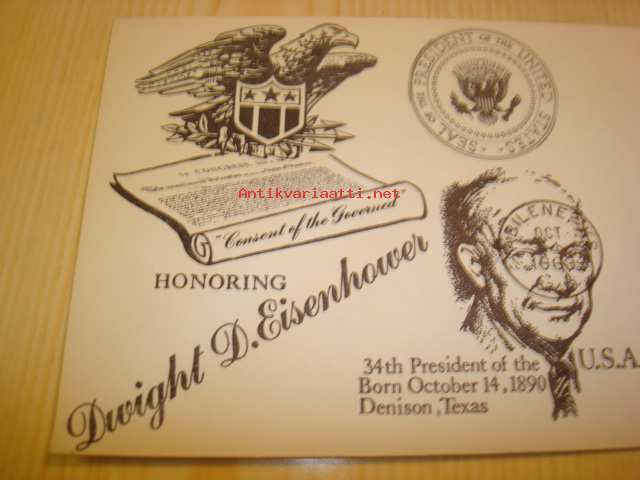 SEAL OF THE PRESIDENT OF THE UNITED STATES
CONGRESS
Antikvariaatti.net
"Consent of the Governed"
HONORING
Dwight D. Eisenhower
OCT
34th President of the U.S.A
Born October 14, 1890
Denison, Texas